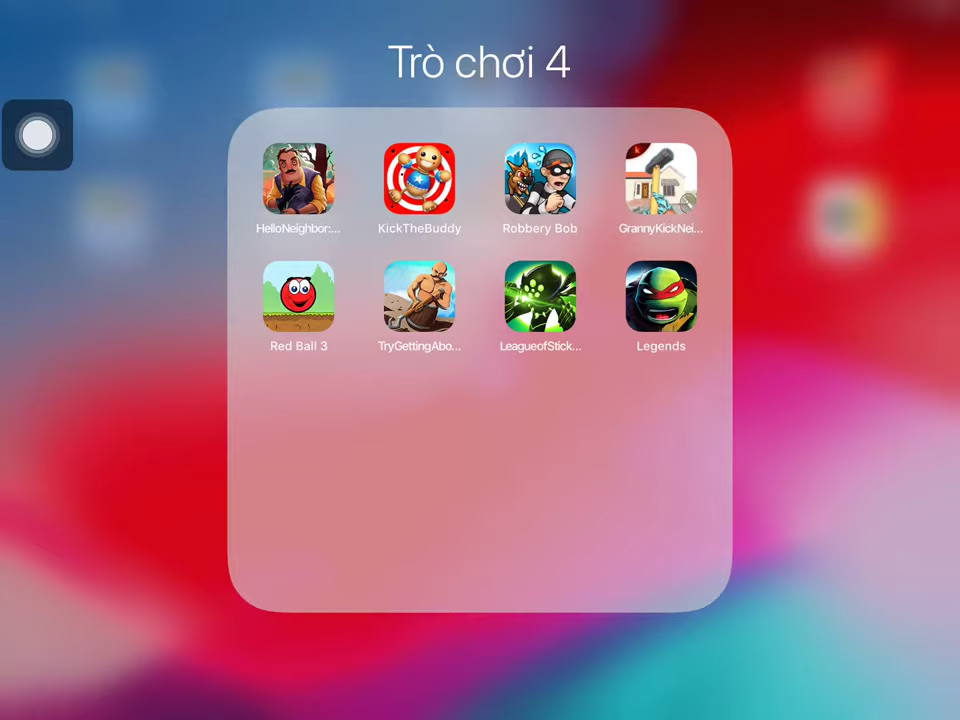 Trò chơi 4
HelloNeighbor:...
KickTheBuddy
Robbery Bob
GrannyKickNei...
Red Ball 3
TryGettingAbo...
LeagueofStick...
Legends